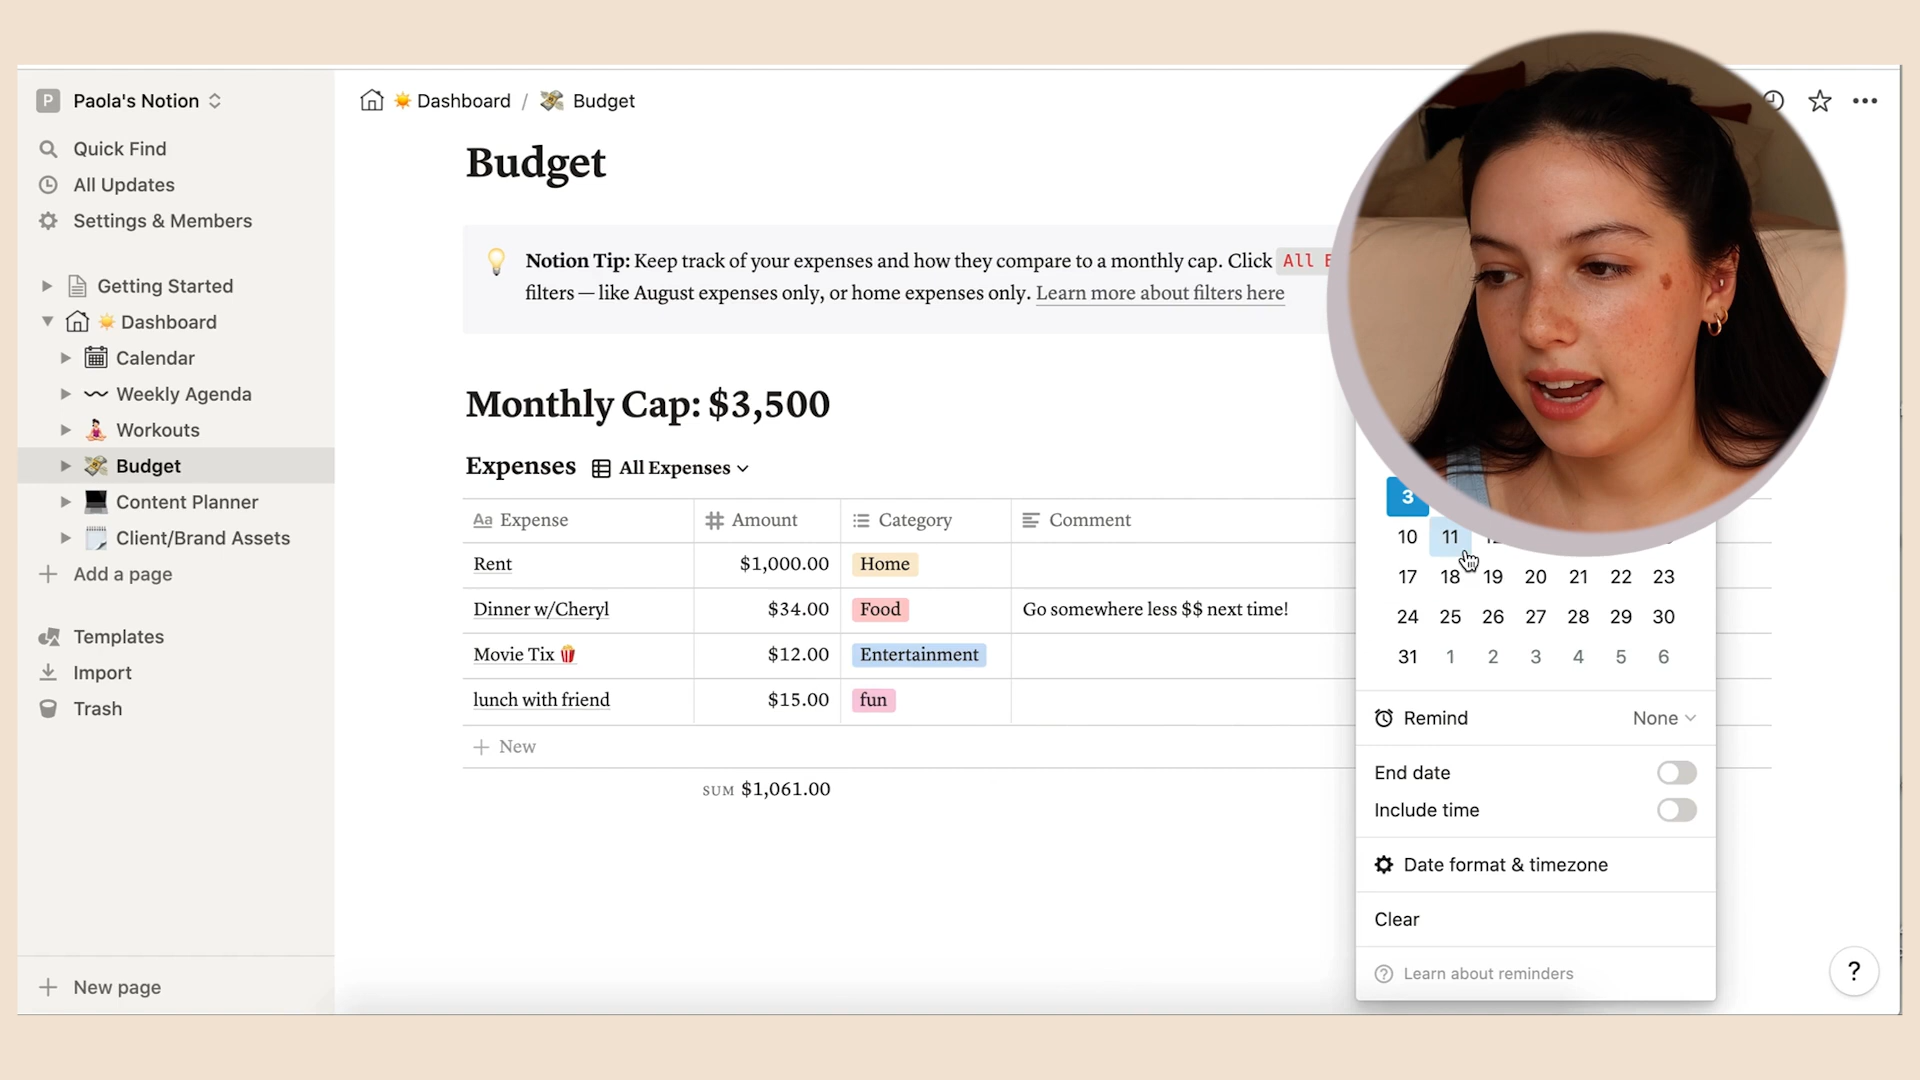 P Paola's Notion
Quick Find
All Updates
Settings & Members
Getting Started
Dashboard
Calendar
Weekly Agenda
Workouts
Budget
Content Planner
Client/Brand Assets
Add a page
Templates
Import
Trash
New page
Dashboard / Budget
Budget
Notion Tip: Keep track of your expenses and how they compare to a monthly cap. Click All
filters — like August expenses only, or home expenses only. Learn more about filters here
Monthly Cap: $3,500
Expenses All Expenses
Aa Expense Amount Category Comment
Rent $1,000.00 Home
Dinner w/Cheryl $34.00 Food Go somewhere less $$ next time!
Movie Tix $12.00 Entertainment
lunch with friend $15.00 fun
New
SUM $1,061.00
3
10 11
17 18 19 20 21 22 23
24 25 26 27 28 29 30
31 1 2 3 4 5 6
Remind None
End date
Include time
Date format & timezone
Clear
Learn about reminders
?